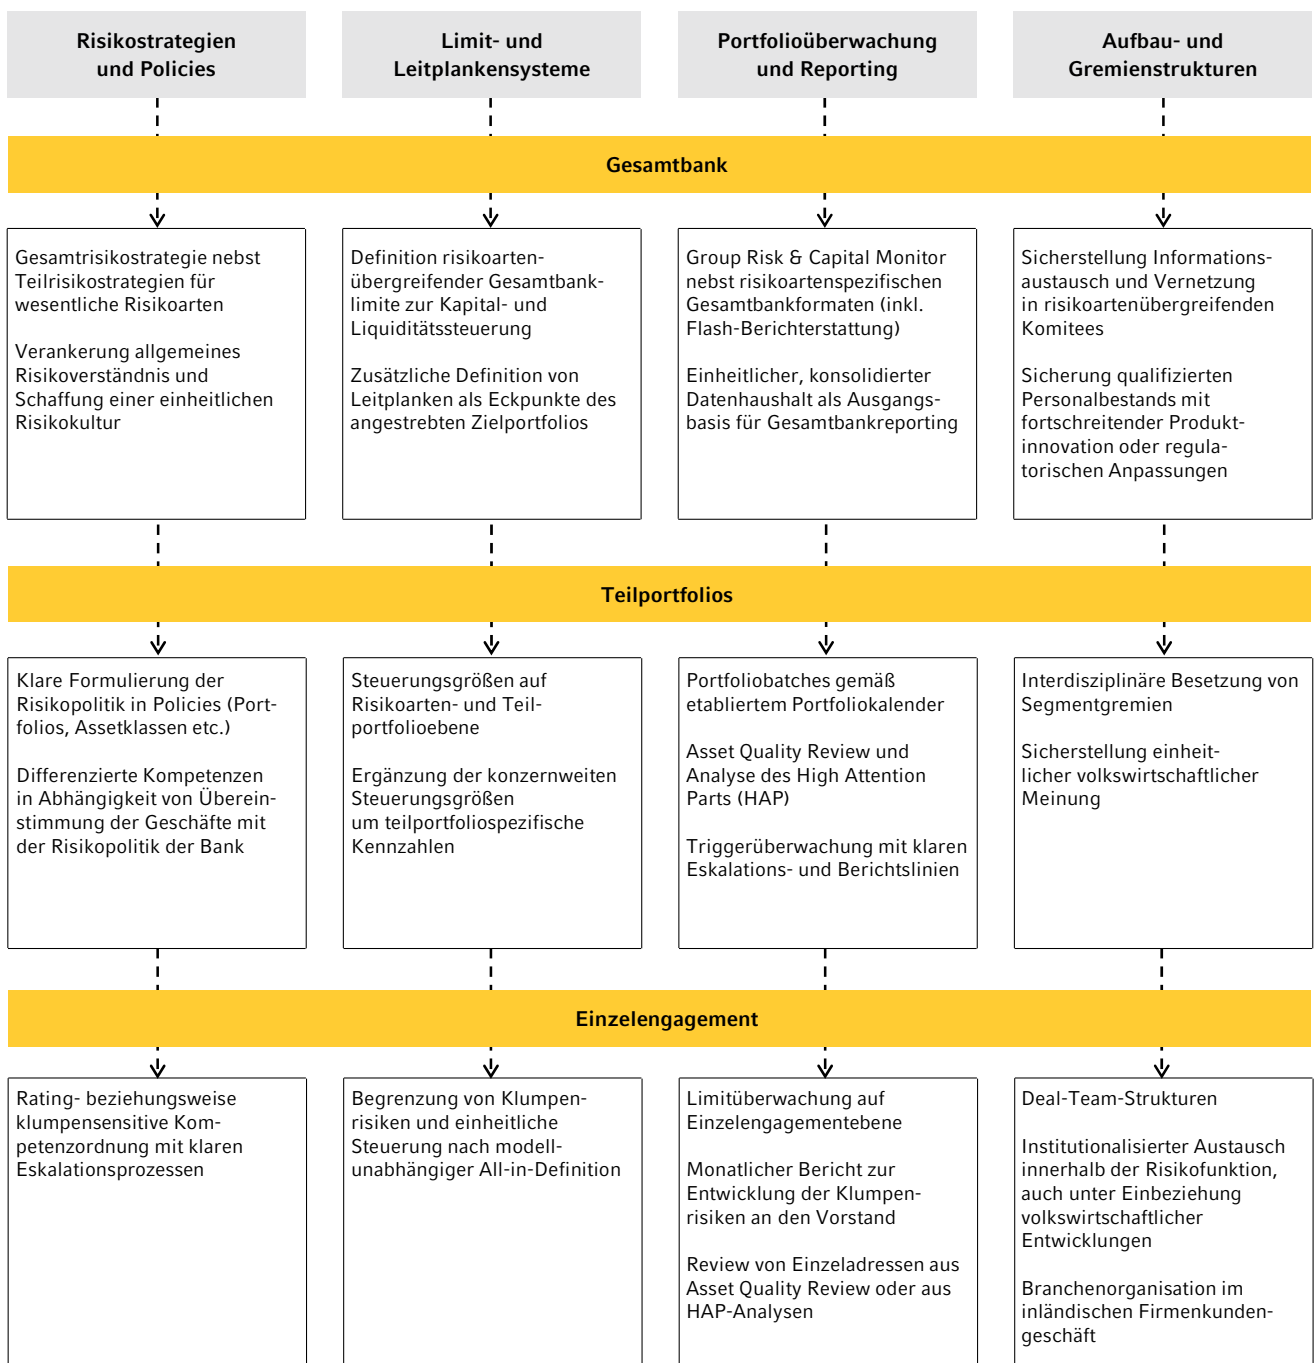 Risikostrategien
und Policies
Limit- und
Leitplankensysteme
Portfolioüberwachung
und Reporting
Aufbau- und
Gremienstrukturen
Gesamtbank
Gesamtrisikostrategie nebst
Teilrisikostrategien für
wesentliche Risikoarten
Verankerung allgemeines
Risikoverständnis und
Schaffung einer einheitlichen
Risikokultur
Definition risikoarten-
übergreifender Gesamtbank-
limite zur Kapital- und
Liquiditätssteuerung
Zusätzliche Definition von
Leitplanken als Eckpunkte des
angestrebten Zielportfolios
Group Risk & Capital Monitor
nebst risikoartenspezifischen
Gesamtbankformaten (inkl.
Flash-Berichterstattung)
Einheitlicher, konsolidierter
Datenhaushalt als Ausgangs-
basis für Gesamtbankreporting
Sicherstellung Informations-
austausch und Vernetzung
in risikoartenübergreifenden
Komitees
Sicherung qualifizierten
Personalbestands mit
fortschreitender Produkt-
innovation oder regula-
torischen Anpassungen
Teilportfolios
Klare Formulierung der
Risikopolitik in Policies (Port-
folios, Assetklassen etc.)
Differenzierte Kompetenzen
in Abhängigkeit von Überein-
stimmung der Geschäfte mit
der Risikopolitik der Bank
Steuerungsgrößen auf
Risikoarten- und Teil-
portfolioebene
Ergänzung der konzernweiten
Steuerungsgrößen
um teilportfoliospezifische
Kennzahlen
Portfoliobatches gemäß
etabliertem Portfoliokalender
Asset Quality Review und
Analyse des High Attention
Parts (HAP)
Triggerüberwachung mit klaren
Eskalations- und Berichtslinien
Interdisziplinäre Besetzung von
Segmentgremien
Sicherstellung einheit-
licher volkswirtschaftlicher
Meinung
Einzelengagement
Rating- beziehungsweise
klumpensensitive Kom-
petenzordnung mit klaren
Eskalationsprozessen
Begrenzung von Klumpen-
risiken und einheitliche
Steuerung nach modell-
unabhängiger All-in-Definition
Limitüberwachung auf
Einzelengagementebene
Monatlicher Bericht zur
Entwicklung der Klumpen-
risiken an den Vorstand
Review von Einzeladressen aus
Asset Quality Review oder aus
HAP-Analysen
Deal-Team-Strukturen
Institutionalisierter Austausch
innerhalb der Risikofunktion,
auch unter Einbeziehung
volkswirtschaftlicher
Entwicklungen
Branchenorganisation im
inländischen Firmenkunden-
geschäft